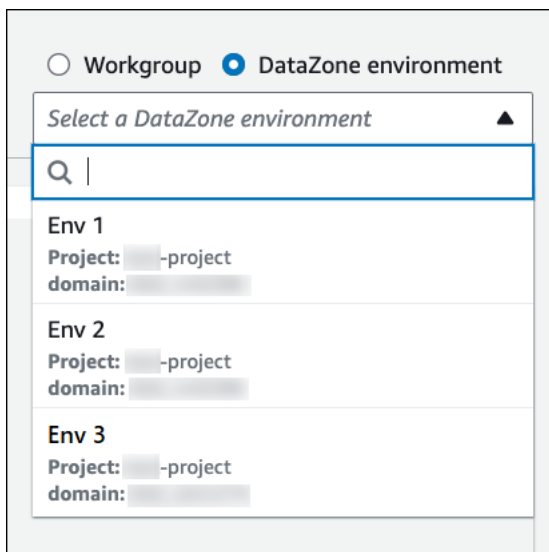 Workgroup DataZone environment
Select a DataZone environment
Env 1
Project: -project
domain:
Env 2
Project: -project
domain:
Env 3
Project: -project
domain: